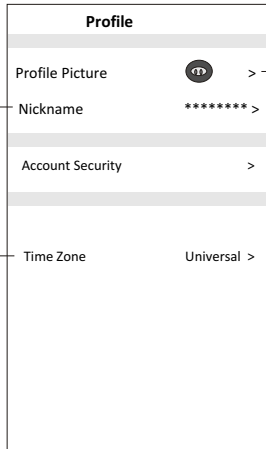 Profile
Profile Picture >
Nickname ******** >
Account Security >
Time Zone Universal >